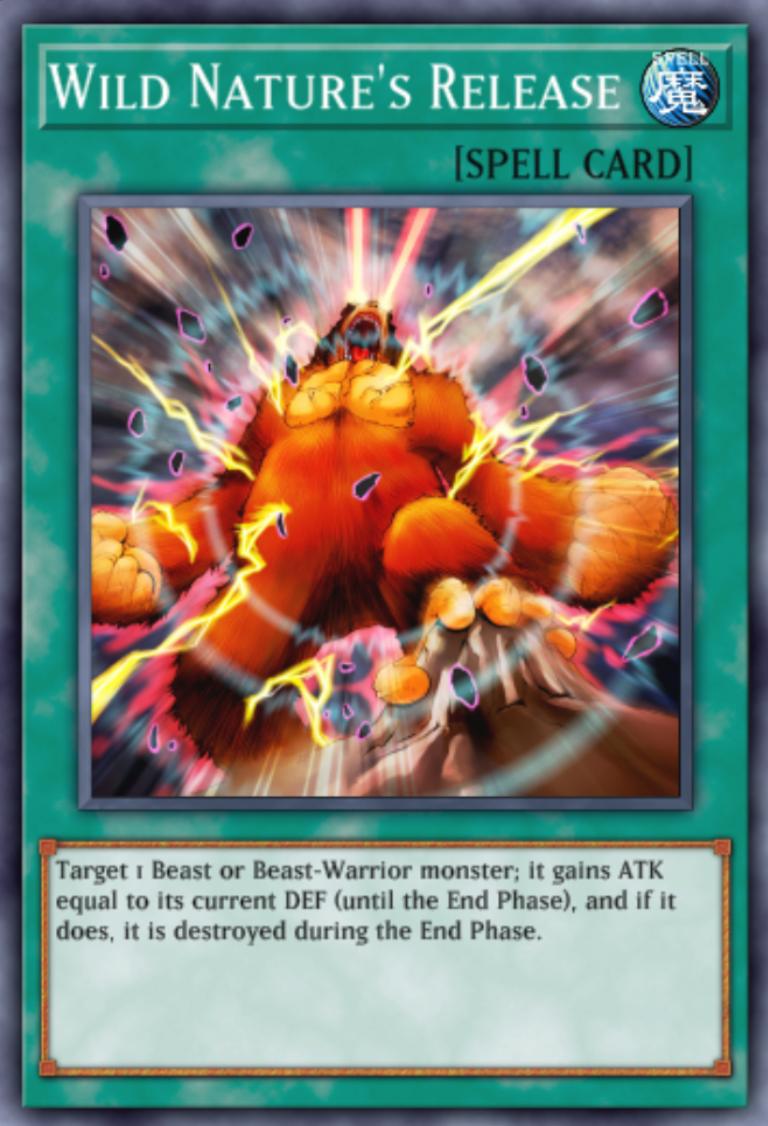 WILD NATURE'S RELEASE
SPELL
魔
[SPELL CARD]
Target 1 Beast or Beast-Warrior monster; it gains ATK
equal to its current DEF (until the End Phase), and if it
does, it is destroyed during the End Phase.